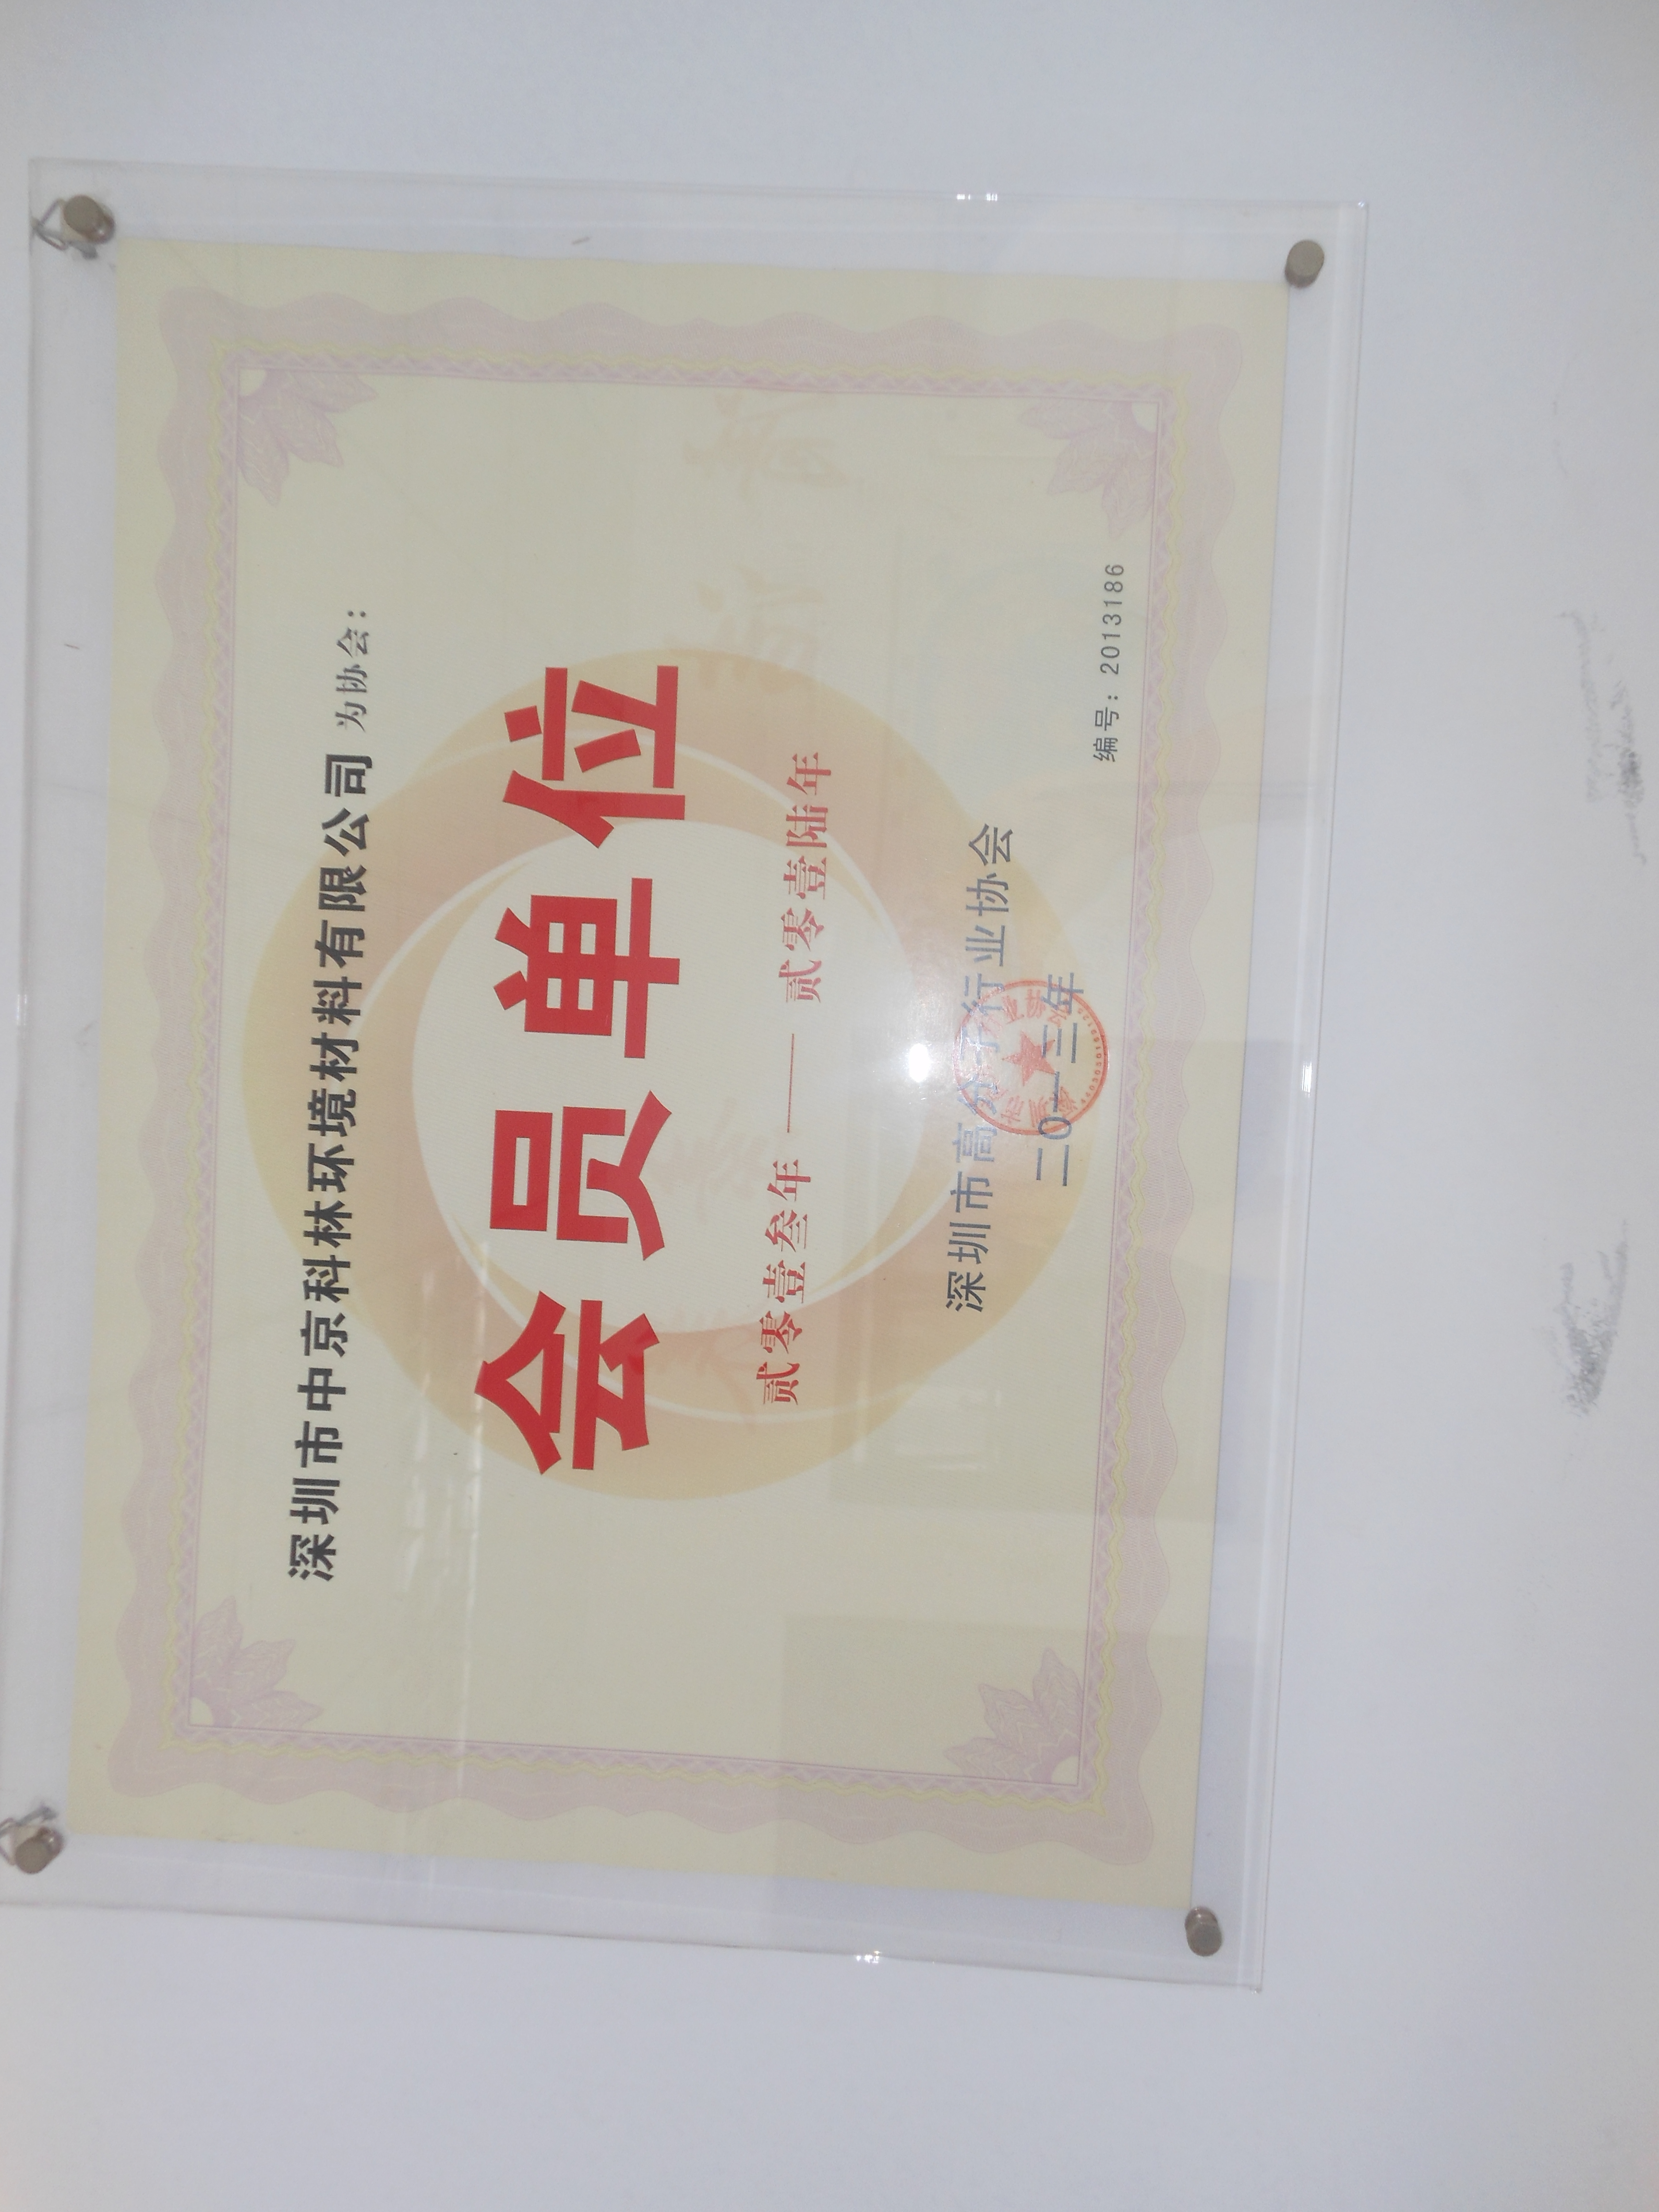 深圳市中京科林环境材料有限公司 为协会：
会员单位
贰零壹叁年——贰零壹陆年
深圳市高分子行业协会
二0一三年
编号：2013186